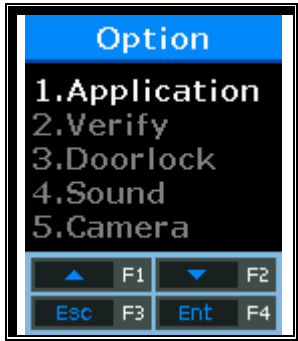 Option
1.Application
2.Verify
3.Doorlock
4.Sound
5.Camera
▲ F1 ▼ F2
Esc F3 Ent F4